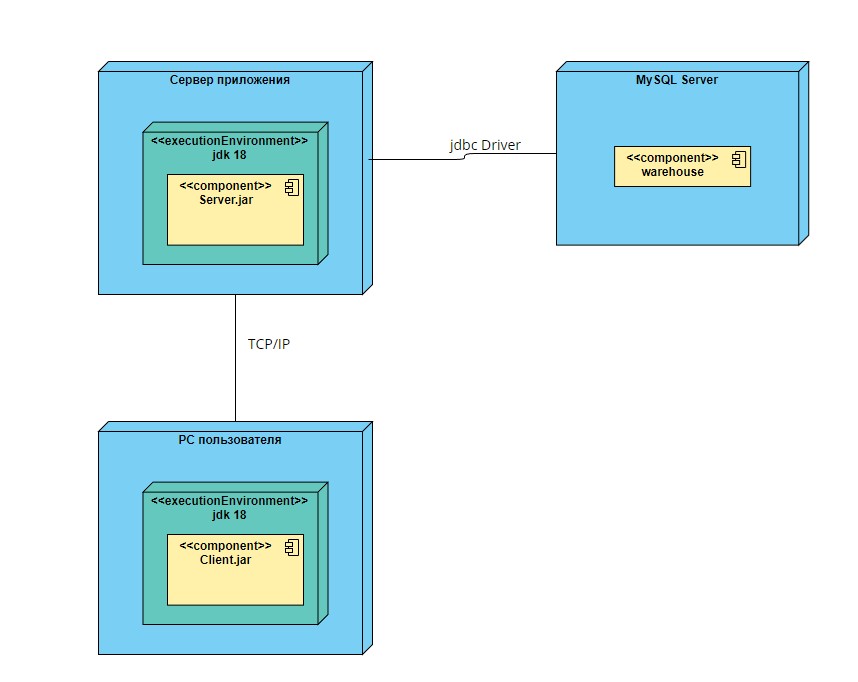 Сервер приложения
<<executionEnvironment>>
jdk 18
<<component>>
Server.jar
jdbc Driver
MySQL Server
<<component>>
warehouse
TCP/IP
PC пользователя
<<executionEnvironment>>
jdk 18
<<component>>
Client.jar